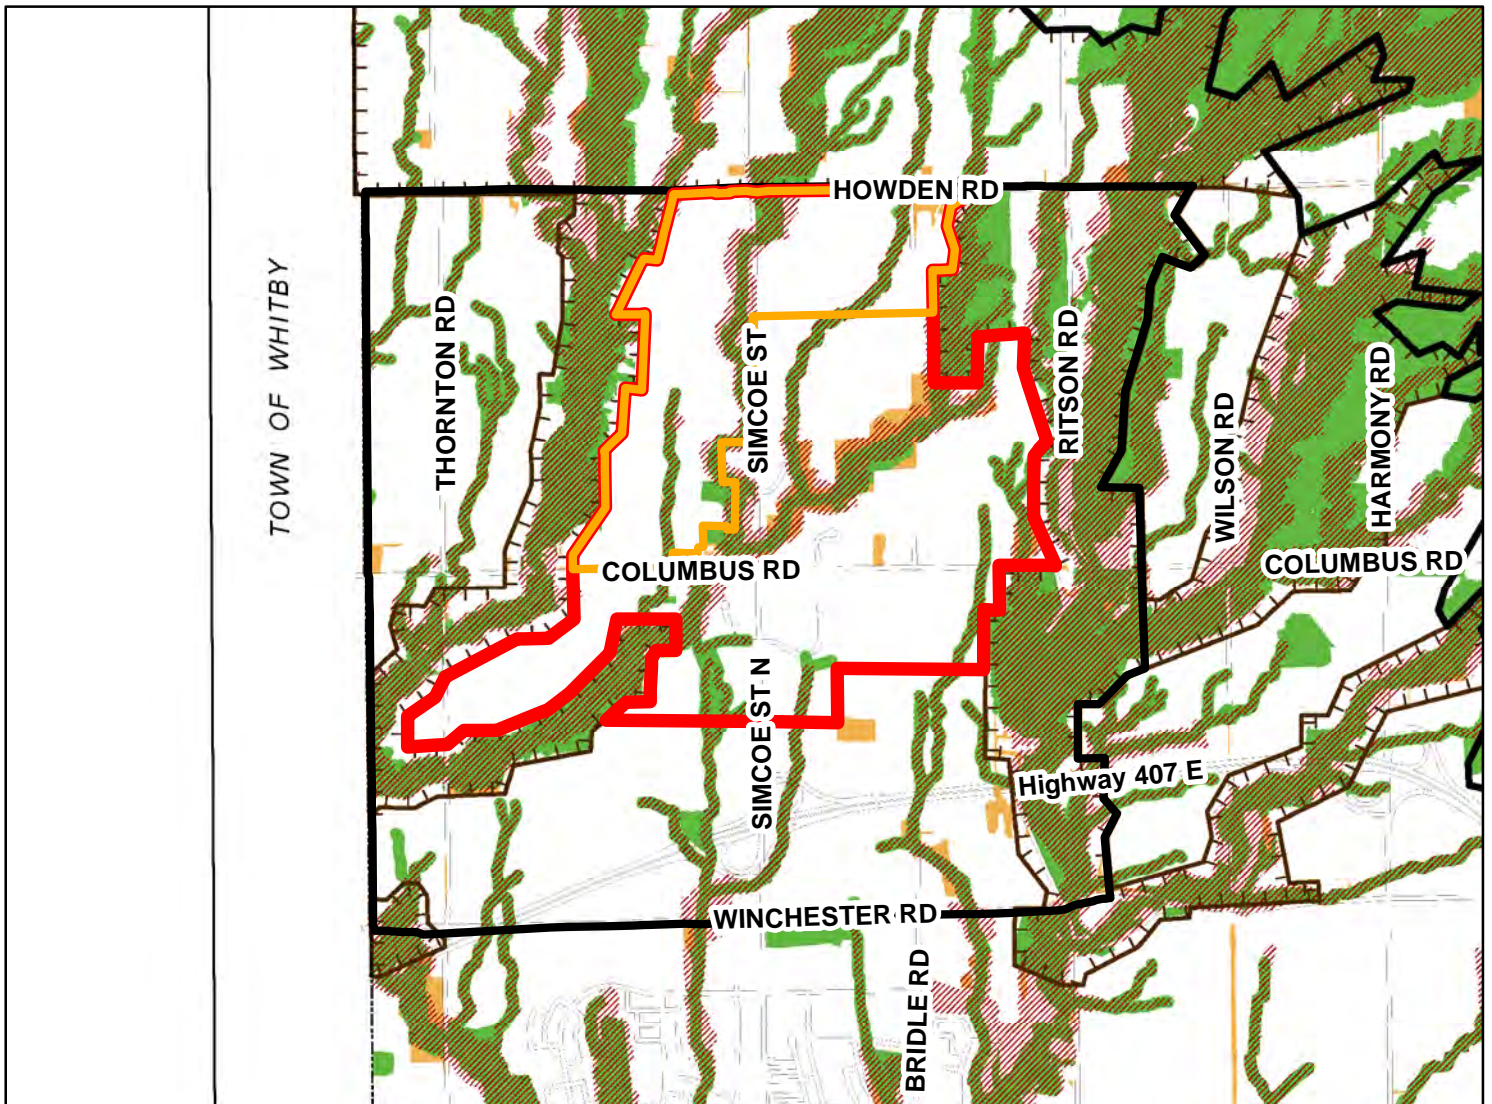 HOWDEN RD
TOWN OF WHITBY
THORNTON RD
SIMCOE ST
RITSON RD
WILSON RD
HARMONY RD
COLUMBUS RD
COLUMBUS RD
SIMCOE ST N
Highway 407 E
WINCHESTER RD
BRIDLE RD